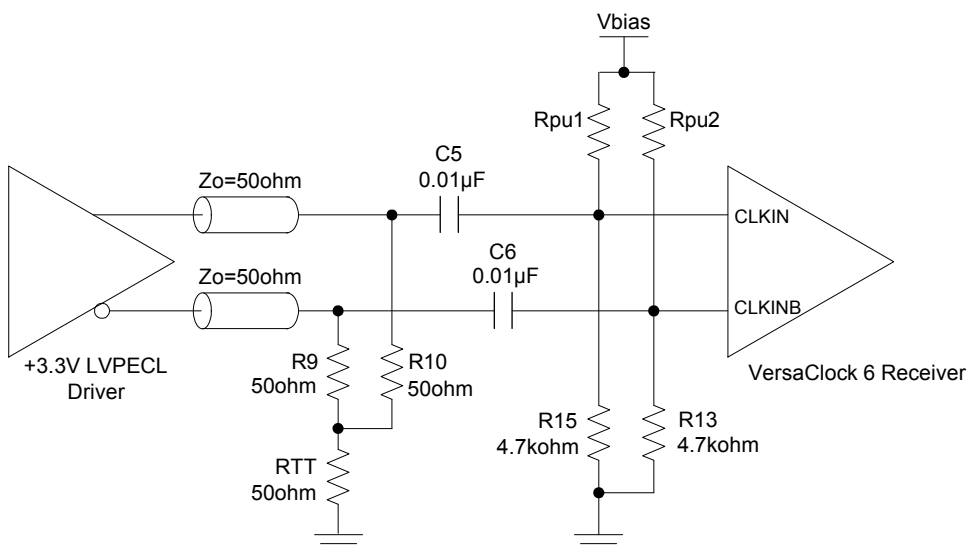 Vbias
Rpu1
Rpu2
C5
0.01µF
Zo=50ohm
CLKIN
C6
0.01µF
Zo=50ohm
CLKINB
+3.3V LVPECL
Driver
R9
50ohm
R10
50ohm
VersaClock 6 Receiver
R15
4.7kohm
R13
4.7kohm
RTT
50ohm